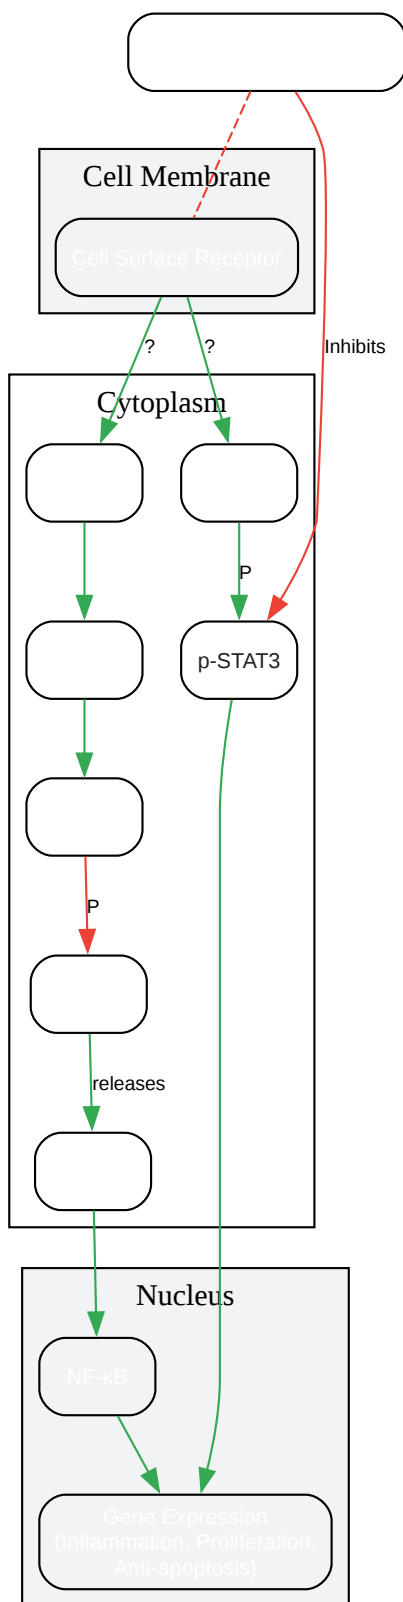 Cell Membrane
Cell Surface Receptor
?
?
Inhibits
Cytoplasm
P
p-STAT3
P
releases
Nucleus
NF-κB
Gene Expression
(Inflammation, Proliferation,
Anti-apoptosis)